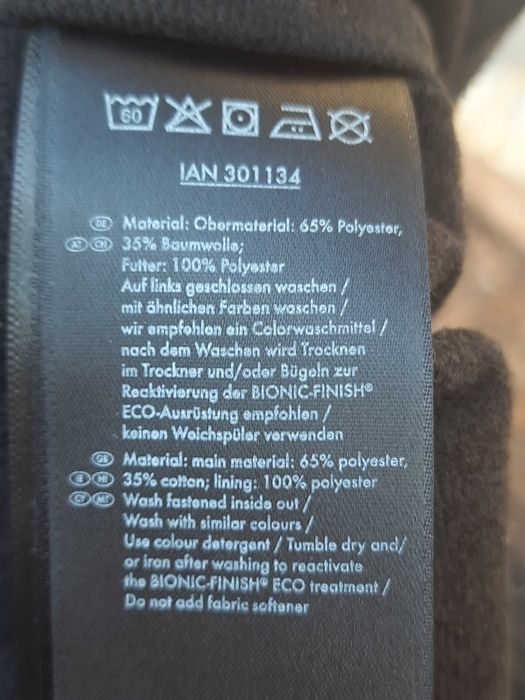 60
IAN 301134
DE Material: Obermaterial: 65% Polyester,
AT CH 35% Baumwolle;
Futter: 100% Polyester
Auf links geschlossen waschen /
mit ähnlichen Farben waschen /
wir empfehlen ein Colorwaschmittel /
nach dem Waschen wird Trocknen
im Trockner und/oder Bügeln zur
Reaktivierung der BIONIC-FINISH®
ECO-Ausrüstung empfohlen /
keinen Weichspüler verwenden
GB Material: main material: 65% polyester,
IE NI 35% cotton; lining: 100% polyester
CY MT Wash fastened inside out /
Wash with similar colours /
Use colour detergent / Tumble dry and/
or iron after washing to reactivate
the BIONIC-FINISH® ECO treatment /
Do not add fabric softener